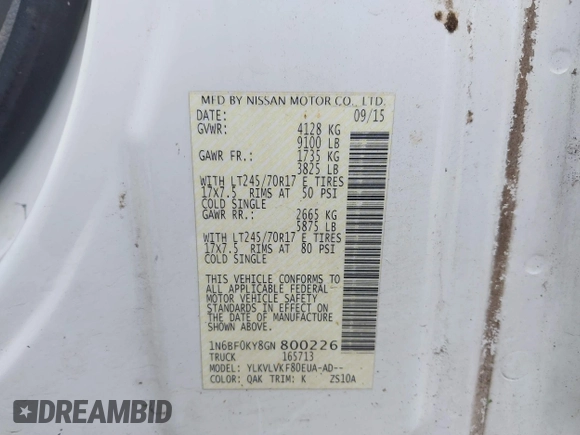 MFD BY NISSAN MOTOR CO., LTD.
DATE: 09/15
GVWR: 4128 KG
9100 LB
GAWR FR.: 1735 KG
3825 LB
WITH LT245/70R17 E TIRES
17X7.5 RIMS AT 50 PSI
COLD SINGLE
GAWR RR.: 2665 KG
5875 LB
WITH LT245/70R17 E TIRES
17X7.5 RIMS AT 80 PSI
COLD SINGLE
THIS VEHICLE CONFORMS TO
ALL APPLICABLE FEDERAL
MOTOR VEHICLE SAFETY
STANDARDS IN EFFECT ON THE
DATE OF MANUFACTURE
SHOWN ABOVE.
1N6BF0KY8GN 800226
TRUCK 165713
MODEL: YLKVLVKF80EUA-AD--
COLOR: QAK TRIM: K ZS10A
DREAMBID
CARS AUCTION